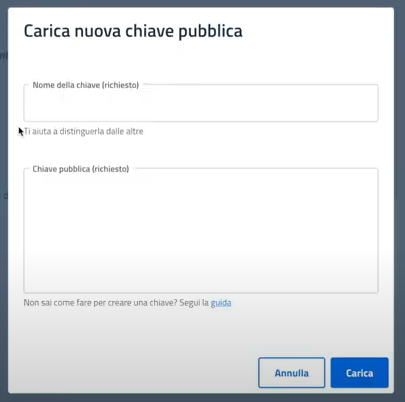 Carica nuova chiave pubblica
Nome della chiave (richiesto)
Ti aiuta a distinguerla dalle altre
Chiave pubblica (richiesto)
Non sai come fare per creare una chiave? Segui la guida
Annulla
Carica